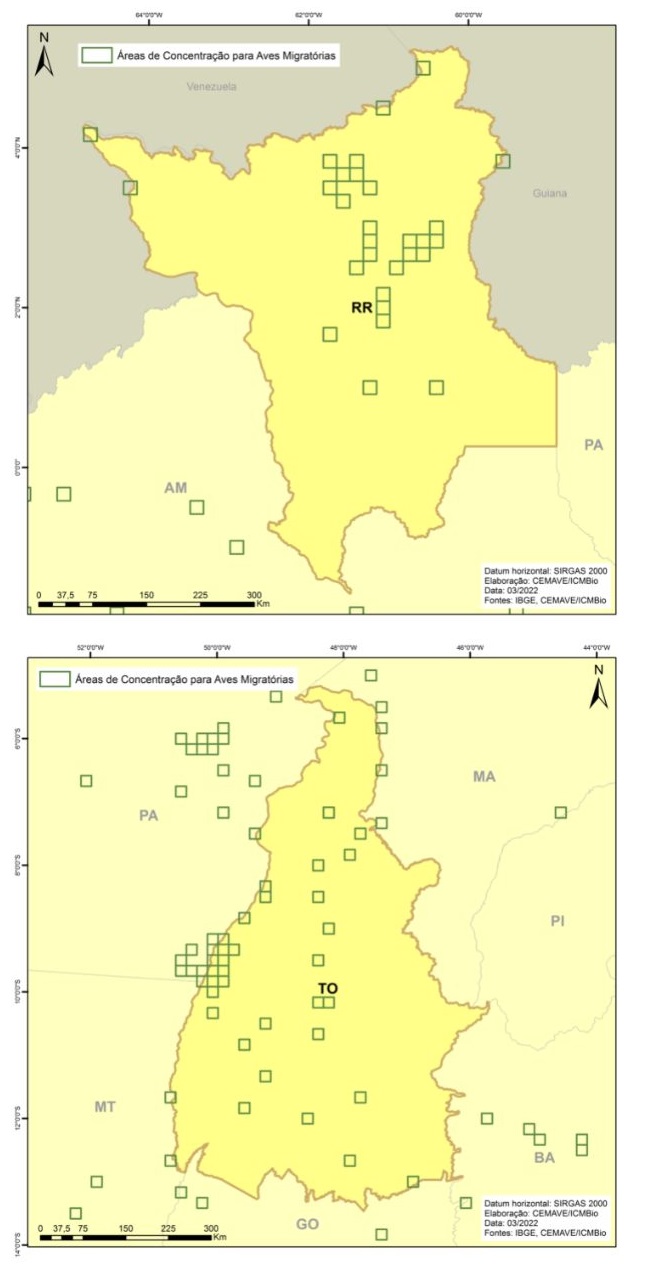 64°0'0"W 62°0'0"W 60°0'0"W
N
Áreas de Concentração para Aves Migratórias
Venezuela
4°0'0"N
Guiana
2°0'0"N
RR
PA
0°0'0"
AM
Datum horizontal: SIRGAS 2000
Elaboração: CEMAVE/ICMBio
Data: 03/2022
Fontes: IBGE, CEMAVE/ICMBio
0 37,5 75 150 225 300
Km
52°0'0"W 50°0'0"W 48°0'0"W 46°0'0"W 44°0'0"W
Áreas de Concentração para Aves Migratórias
N
6°0'0"S
MA
PA
8°0'0"S
PI
TO
10°0'0"S
MT
12°0'0"S
BA
Datum horizontal: SIRGAS 2000
Elaboração: CEMAVE/ICMBio
Data: 03/2022
Fontes: IBGE, CEMAVE/ICMBio
GO
0 37,5 75 150 225 300
Km
14°0'0"S